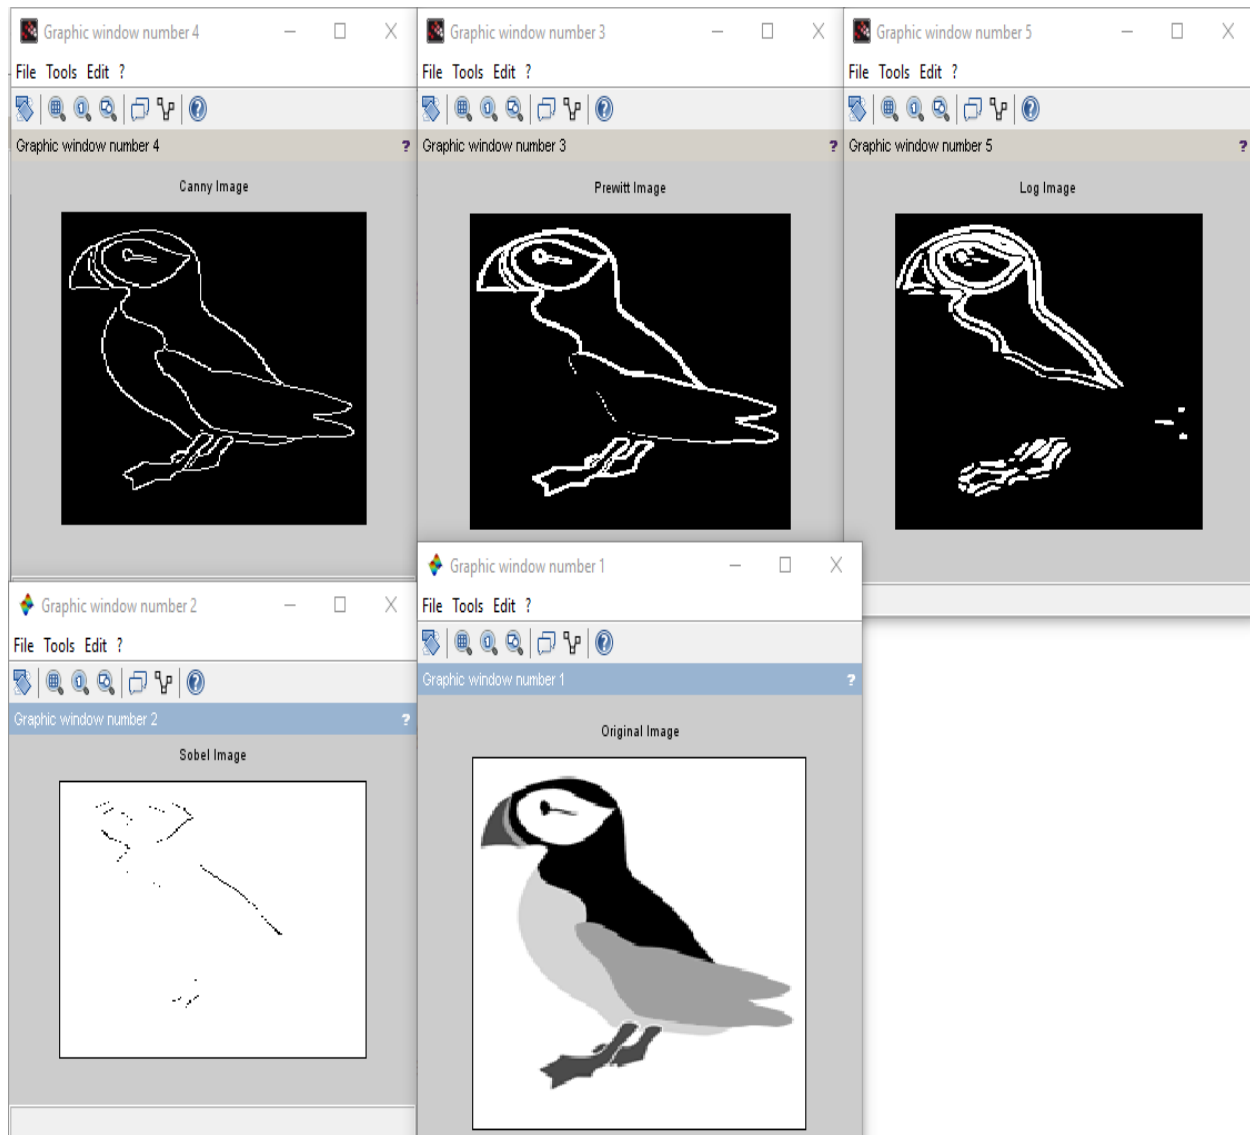 Graphic window number 4
File Tools Edit ?
Graphic window number 4 ?
Canny Image
Graphic window number 3
File Tools Edit ?
Graphic window number 3 ?
Prewitt Image
Graphic window number 5
File Tools Edit ?
Graphic window number 5 ?
Log Image
Graphic window number 2
File Tools Edit ?
Graphic window number 2 ?
Sobel Image
Graphic window number 1
File Tools Edit ?
Graphic window number 1 ?
Original Image